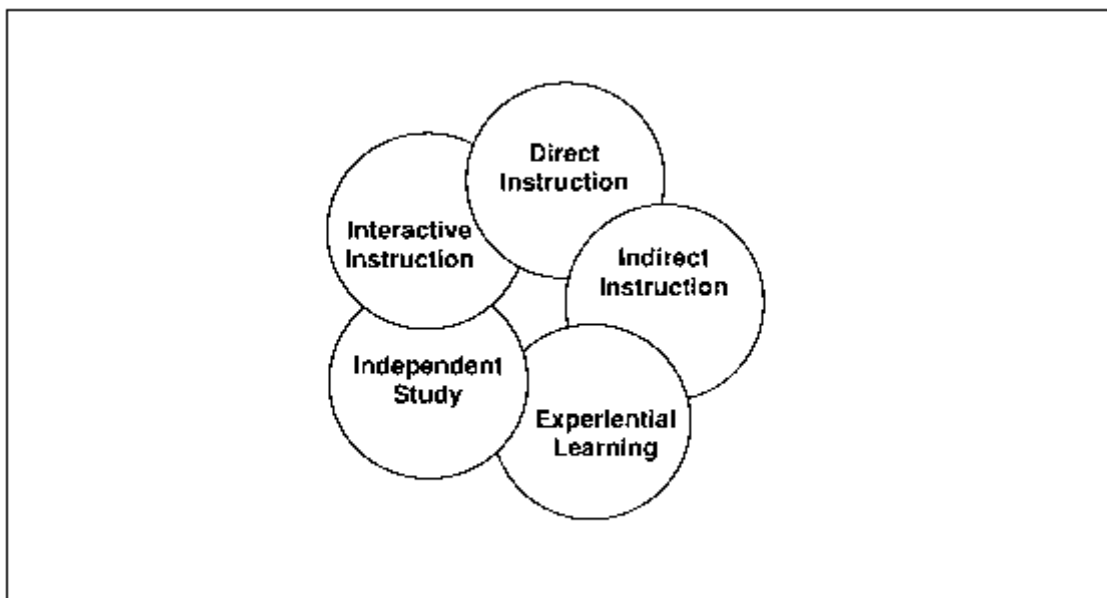 Direct
Instruction
Interactive
Instruction
Indirect
Instruction
Independent
Study
Experiential
Learning